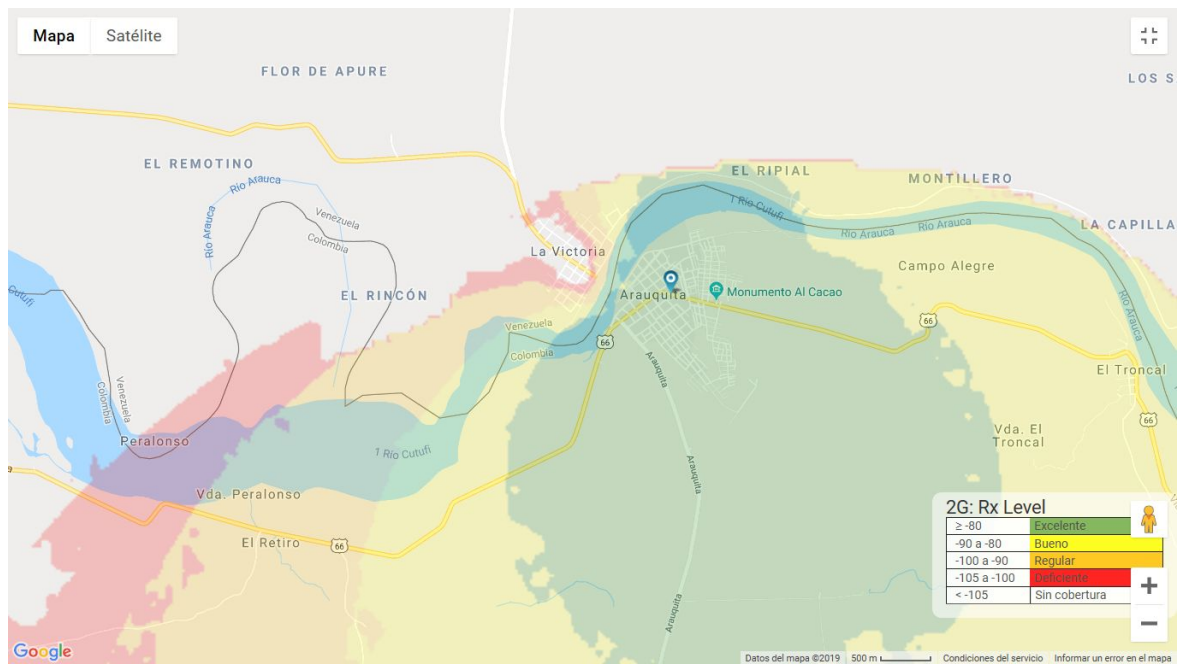 Mapa
Satélite
FLOR DE APURE
LOS S
EL REMOTINO
EL RIPIAL
MONTILLERO
Río Arauca
Río Arauca
Venezuela
Colombia
1 Río Cutufí
Río Arauca
Río Arauca
LA CAPILLA
La Victoria
Campo Alegre
Cutufí
EL RINCÓN
Arauquita
Monumento Al Cacao
Río Arauca
Venezuela
Colombia
66
66
Arauquita
El Troncal
Venezuela
Colombia
66
Peralonso
1 Río Cutufí
Vda. El
Troncal
Arauquita
Vda. Peralonso
El Retiro
66
2G: Rx Level
≥ -80 Excelente
-90 a -80 Bueno
-100 a -90 Regular
-105 a -100 Deficiente
< -105 Sin cobertura
+
−
Arauquita
Google
Datos del mapa ©2019 500 m Condiciones del servicio Informar un error en el mapa